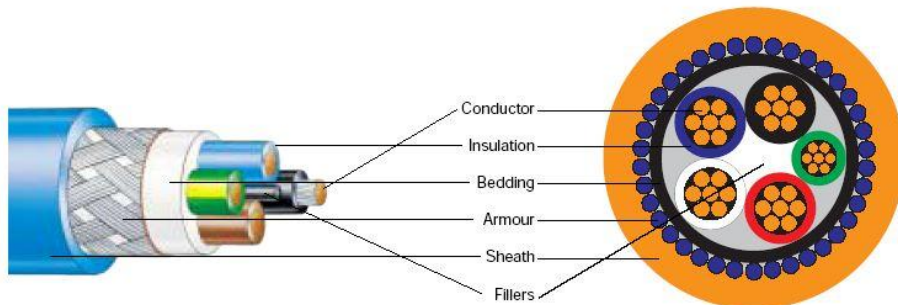 Conductor
Insulation
Bedding
Armour
Sheath
Fillers